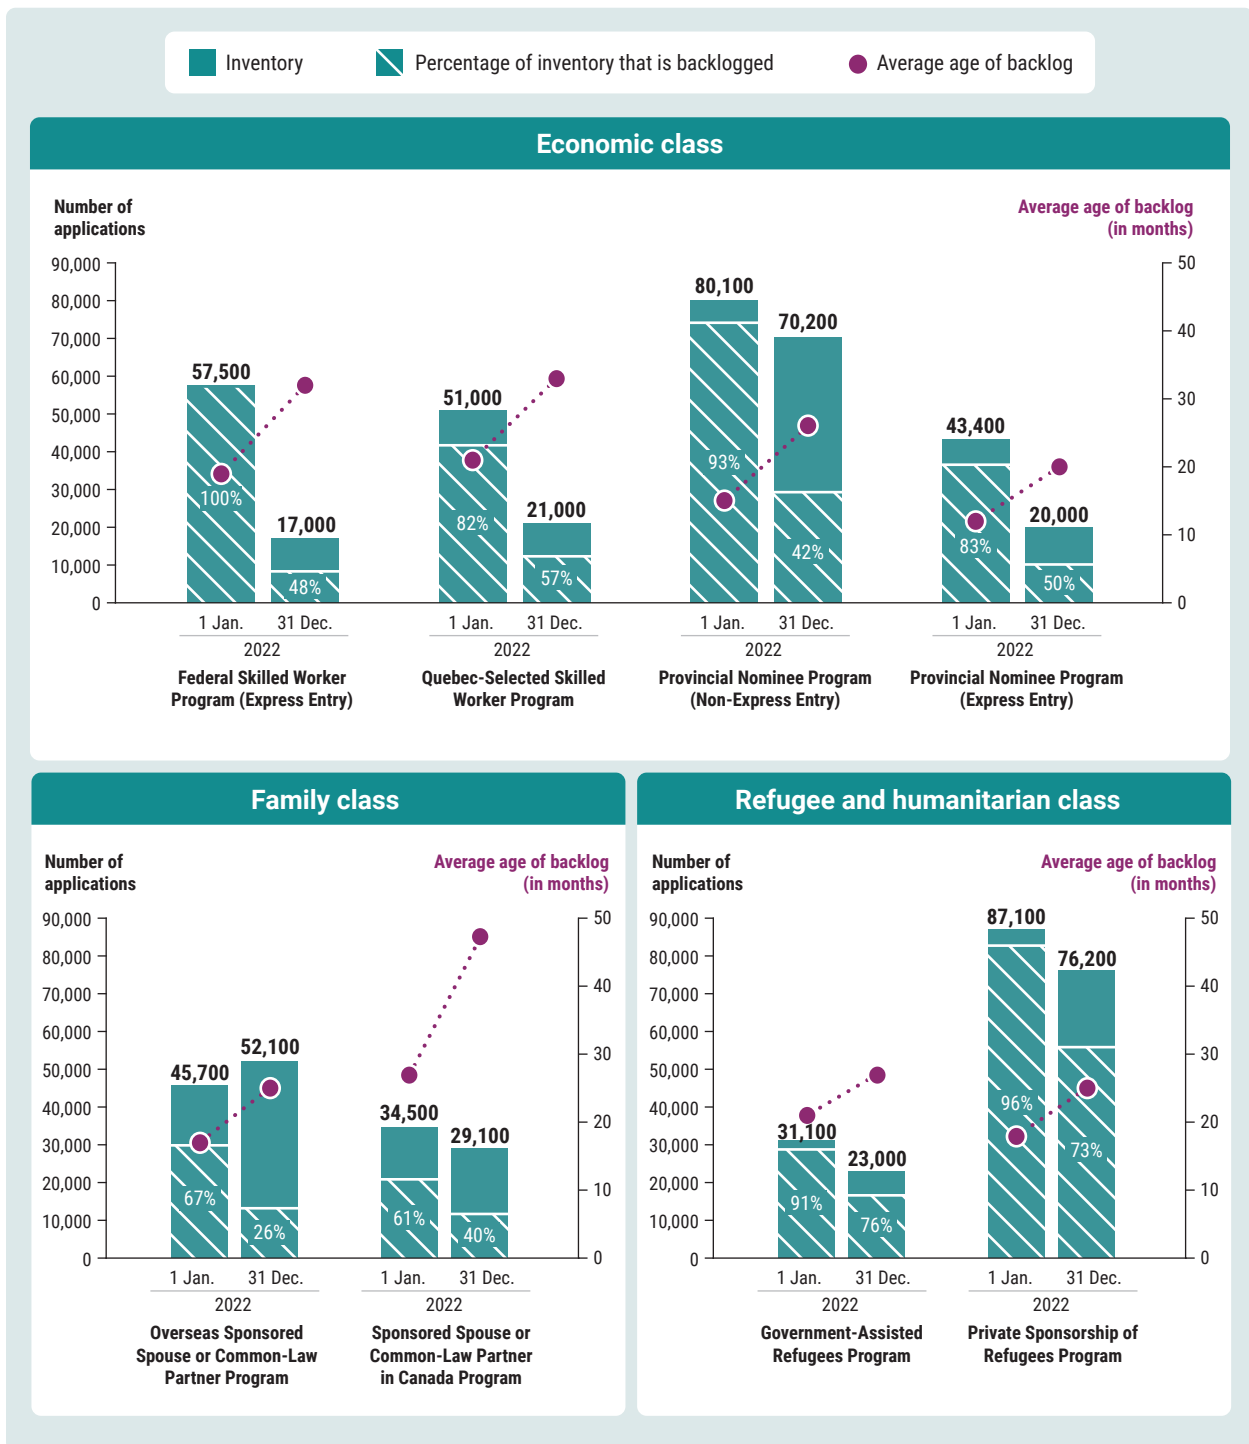 Inventory
Percentage of inventory that is backlogged
Average age of backlog
Economic class
Number of
applications
Average age of backlog
(in months)
90,000
80,000
70,000
60,000
50,000
40,000
30,000
20,000
10,000
0
50
40
30
20
10
0
57,500
100%
17,000
48%
51,000
82%
21,000
57%
80,100
93%
70,200
42%
43,400
83%
20,000
50%
1 Jan. 31 Dec.
2022
Federal Skilled Worker
Program (Express Entry)
1 Jan. 31 Dec.
2022
Quebec-Selected Skilled
Worker Program
1 Jan. 31 Dec.
2022
Provincial Nominee Program
(Non-Express Entry)
1 Jan. 31 Dec.
2022
Provincial Nominee Program
(Express Entry)
Family class
Number of
applications
Average age of backlog
(in months)
90,000
80,000
70,000
60,000
50,000
40,000
30,000
20,000
10,000
0
50
40
30
20
10
0
45,700
67%
52,100
26%
34,500
61%
29,100
40%
1 Jan. 31 Dec.
2022
Overseas Sponsored
Spouse or Common-Law
Partner Program
1 Jan. 31 Dec.
2022
Sponsored Spouse or
Common-Law Partner
in Canada Program
Refugee and humanitarian class
Number of
applications
Average age of backlog
(in months)
90,000
80,000
70,000
60,000
50,000
40,000
30,000
20,000
10,000
0
50
40
30
20
10
0
31,100
91%
23,000
76%
87,100
96%
76,200
73%
1 Jan. 31 Dec.
2022
Government-Assisted
Refugees Program
1 Jan. 31 Dec.
2022
Private Sponsorship of
Refugees Program